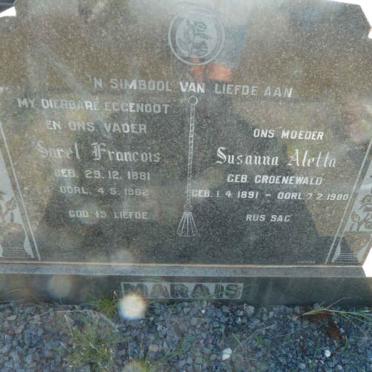 'N SIMBOOL VAN LIEFDE AAN
MY DIERBARE EGGENOOT
EN ONS VADER
Sarel Francois
GEB. 29. 12. 1881
OORL. 4. 5. 1962
GOD IS LIEFDE
ONS MOEDER
Susanna Aletta
GEB. GROENEWALD
GEB. 1. 4. 1891 - OORL. 7. 2. 1980
RUS SAG
MARAIS